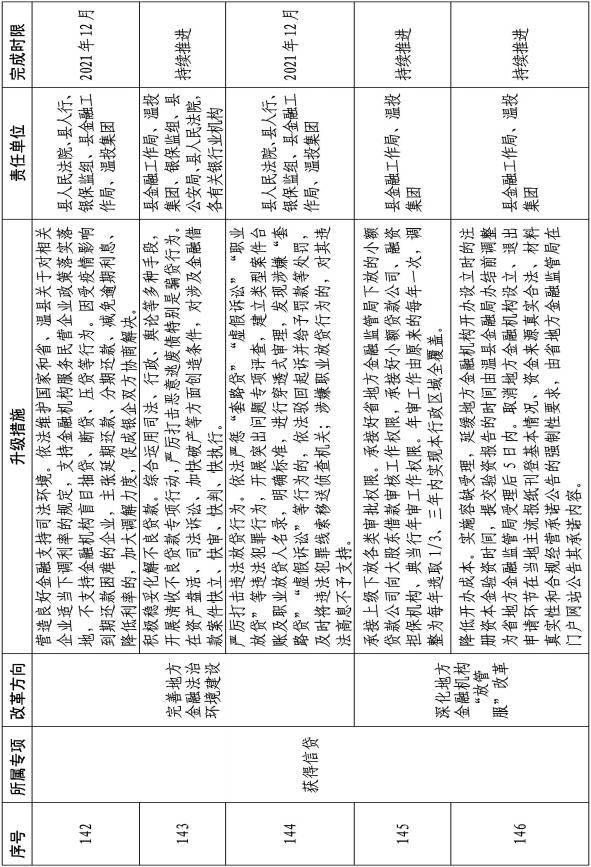 序号
所属专项
改革方向
升级措施
责任单位
完成时限
142
获得信贷
完善地方
金融法治
环境建设
营造良好金融支持司法环境。依法维护国家和省、温县关于对相关
企业适当下调利率的规定，支持金融机构服务民营企业政策落实落
地，不支持金融机构盲目抽贷、断贷、压贷等行为。因受疫情影响
到期还款困难的企业，主张延期还款、分期还款、减免逾期利息、
降低利率的，加大调解力度，促成银企双方协商解决。
县人民法院、县人行、
银保监组、县金融工
作局、温投集团
2021年12月
143
积极稳妥化解不良贷款。综合运用司法、行政、舆论等多种手段，
开展清收不良贷款专项行动，严厉打击恶意逃废债特别是骗贷行为。
在资产盘活、司法诉讼、加快破产等方面创造条件，对涉及金融借
款案件快立、快审、快判、快执行。
县金融工作局、温投
集团、银保监组、县
公安局、县人民法院，
各有关银行业机构
持续推进
144
严厉打击违法放贷行为。依法严惩“套路贷”“虚假诉讼”“职业
放贷”等违法犯罪行为，开展突出问题专项评查，建立类型案件台
账及职业放贷人名录，明确标准，进行穿透式审理，发现涉嫌“套
路贷”“虚假诉讼”等行为的，依法驳回起诉并给予罚款等处罚，
及时将违法犯罪线索移送侦查机关；涉嫌职业放贷行为的，对其违
法高息不予支持。
县人民法院、县人行、
银保监组、县金融工
作局、温投集团
2021年12月
145
深化地方
金融机构
“放管
服”改革
承接上级下放各类审批权限。承接好省地方金融监管局下放的小额
贷款公司向大股东借款审核工作权限，承接好小额贷款公司、融资
担保机构、典当行年审工作权限。年审工作由原来的每年一次，调
整为每年选取1/3、三年内实现本行政区域全覆盖。
县金融工作局、温投
集团
持续推进
146
降低开办成本。实施容缺受理，延缓地方金融机构开办设立时的注
册资本金验资时间，提交验资报告的时间由温县金融局办结前调整
为省地方金融监管局受理后5日内。取消地方金融机构设立、退出
申请环节在当地主流报纸刊登基本情况、资金来源真实合法、材料
真实性和合规经营承诺公告的强制性要求，由省地方金融监管局在
门户网站公告其承诺内容。
县金融工作局、温投
集团
持续推进